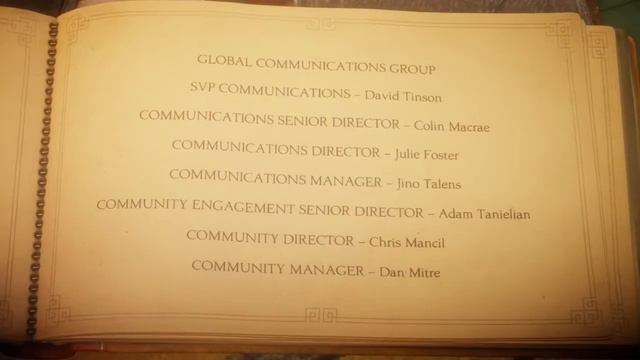 GLOBAL COMMUNICATIONS GROUP
SVP COMMUNICATIONS – David Tinson
COMMUNICATIONS SENIOR DIRECTOR – Colin Macrae
COMMUNICATIONS DIRECTOR – Julie Foster
COMMUNICATIONS MANAGER – Jino Talens
COMMUNITY ENGAGEMENT SENIOR DIRECTOR – Adam Tanielian
COMMUNITY DIRECTOR – Chris Mancil
COMMUNITY MANAGER – Dan Mitre